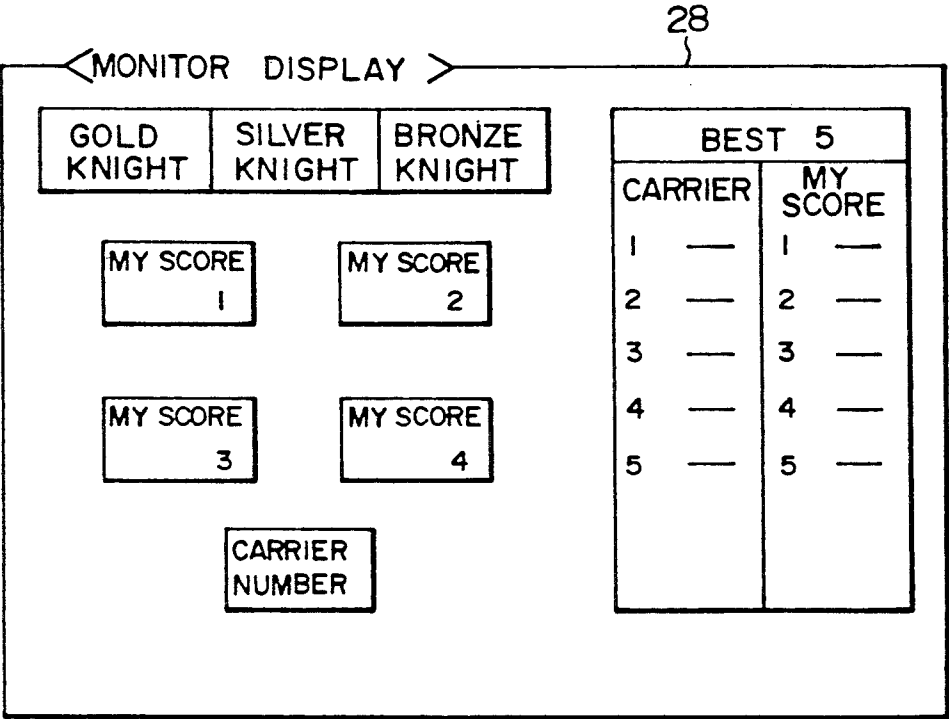 28
<MONITOR DISPLAY>
GOLD KNIGHT
SILVER KNIGHT
BRONZE KNIGHT
MY SCORE
1
MY SCORE
2
MY SCORE
3
MY SCORE
4
CARRIER
NUMBER
BEST 5
CARRIER
MY
SCORE
1 — 1 —
2 — 2 —
3 — 3 —
4 — 4 —
5 — 5 —